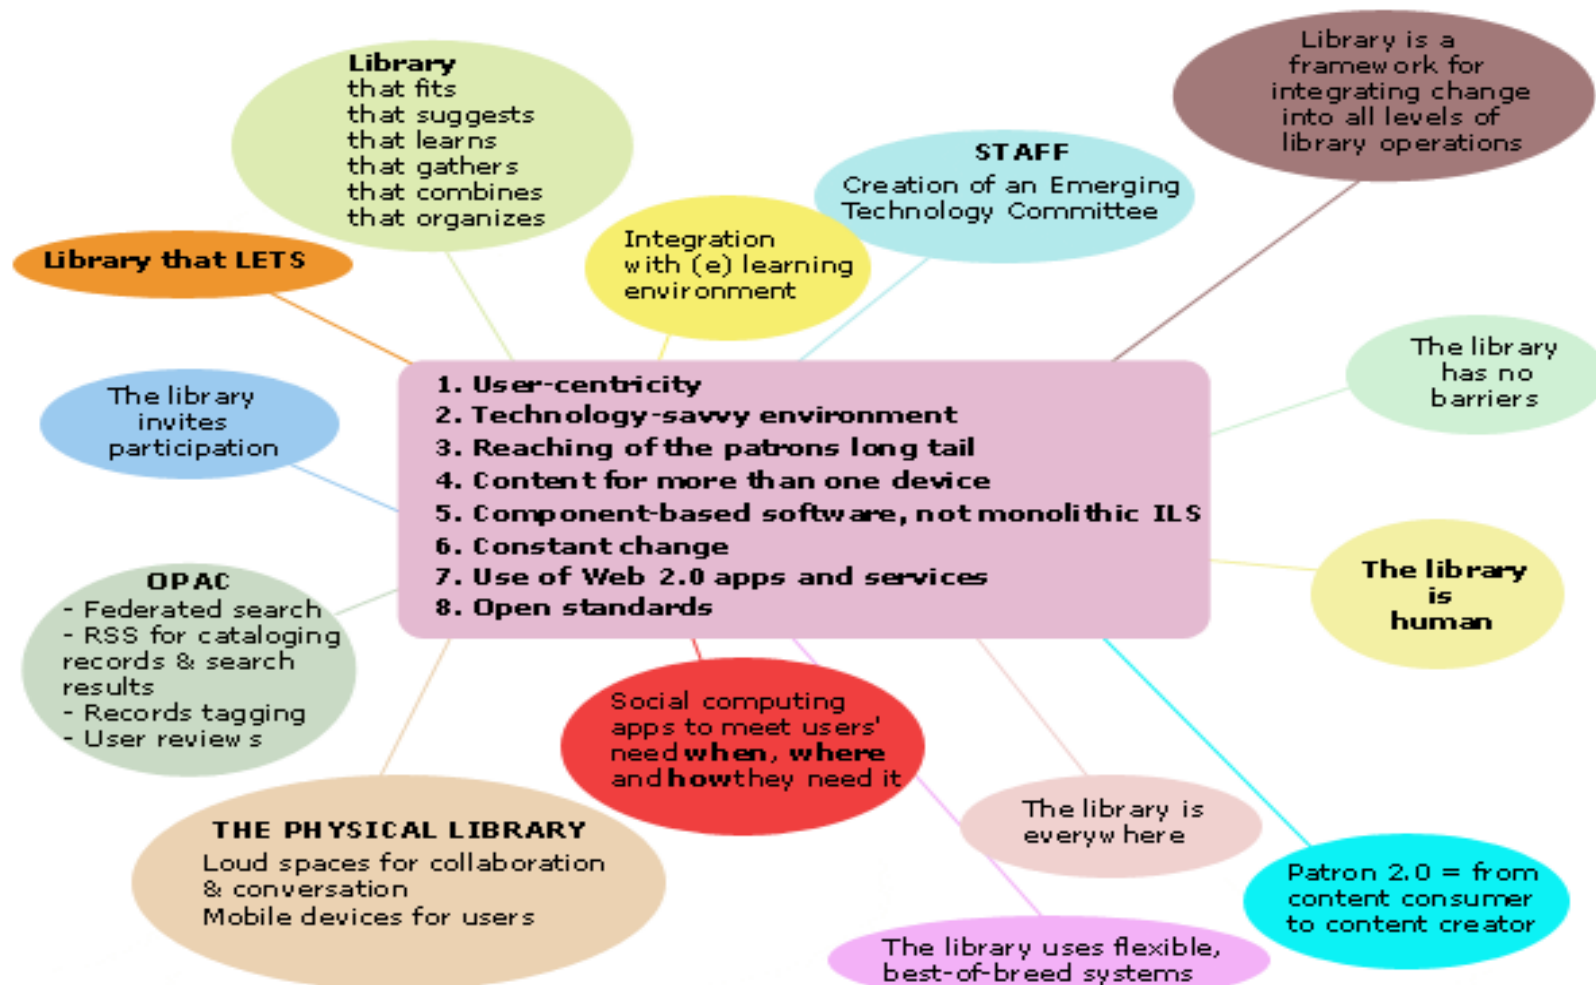 Library
that fits
that suggests
that learns
that gathers
that combines
that organizes
Library is a
framework for
integrating change
into all levels of
library operations
STAFF
Creation of an Emerging
Technology Committee
Integration
with (e) learning
environment
Library that LETS
The library
invites
participation
The library
has no
barriers
1. User-centricity
2. Technology-savvy environment
3. Reaching of the patrons long tail
4. Content for more than one device
5. Component-based software, not monolithic ILS
6. Constant change
7. Use of Web 2.0 apps and services
8. Open standards
The library
is
human
OPAC
- Federated search
- RSS for cataloging
records & search
results
- Records tagging
- User reviews
Social computing
apps to meet users'
need when, where
and how they need it
THE PHYSICAL LIBRARY
Loud spaces for collaboration
& conversation
Mobile devices for users
The library is
everywhere
Patron 2.0 = from
content consumer
to content creator
The library uses flexible,
best-of-breed systems